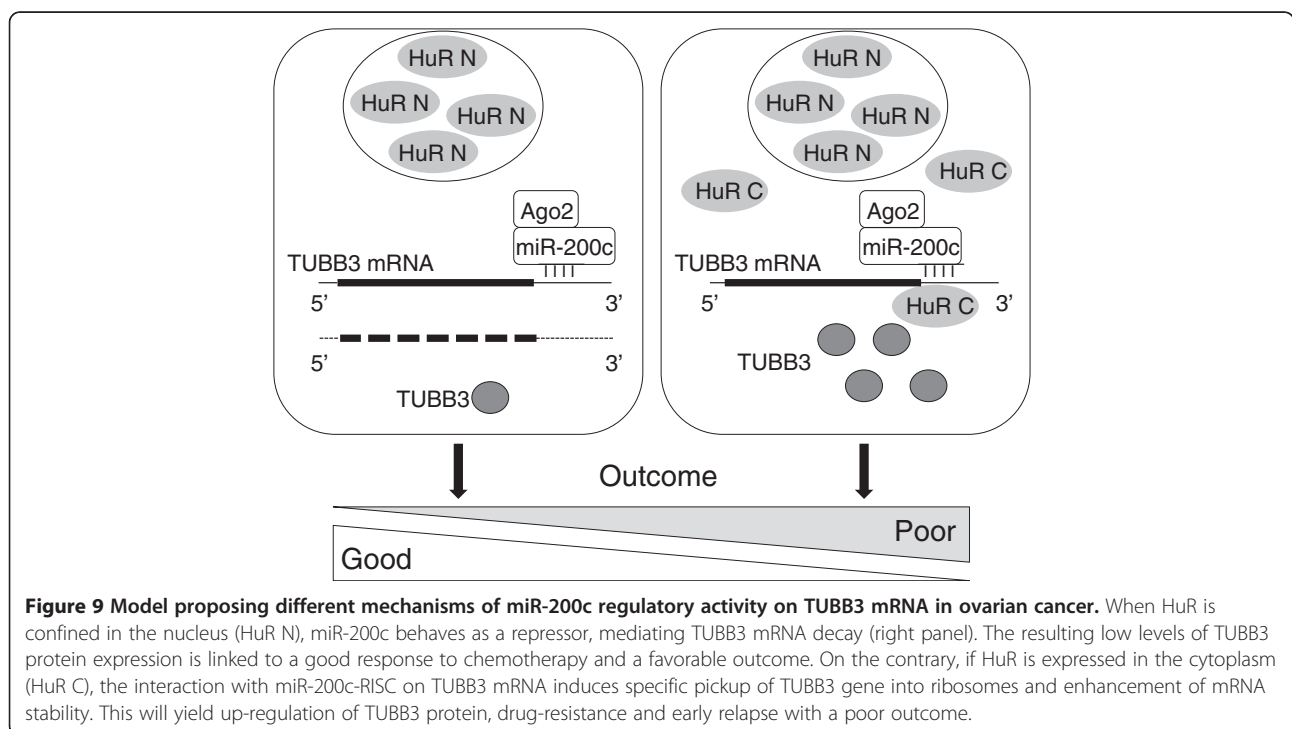 HuR N
HuR N
HuR N
HuR N
Ago2
miR-200c
TUBB3 mRNA
5’
3’
5’
3’
TUBB3
HuR N
HuR N
HuR N
HuR N
HuR C
HuR C
Ago2
miR-200c
TUBB3 mRNA
5’
HuR C
3’
TUBB3
Outcome
Poor
Good
Figure 9 Model proposing different mechanisms of miR-200c regulatory activity on TUBB3 mRNA in ovarian cancer. When HuR is
confined in the nucleus (HuR N), miR-200c behaves as a repressor, mediating TUBB3 mRNA decay (right panel). The resulting low levels of TUBB3
protein expression is linked to a good response to chemotherapy and a favorable outcome. On the contrary, if HuR is expressed in the cytoplasm
(HuR C), the interaction with miR-200c-RISC on TUBB3 mRNA induces specific pickup of TUBB3 gene into ribosomes and enhancement of mRNA
stability. This will yield up-regulation of TUBB3 protein, drug-resistance and early relapse with a poor outcome.